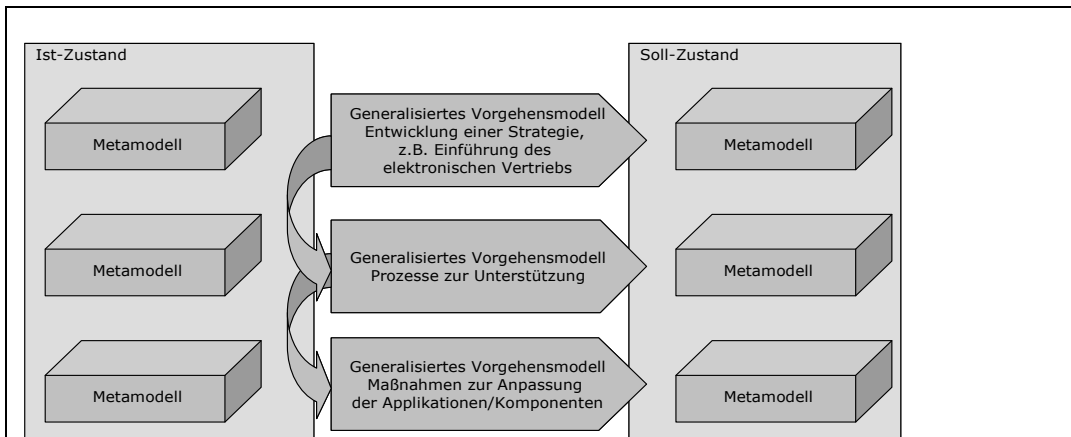 Ist-Zustand
Soll-Zustand
Metamodell
Generalisiertes Vorgehensmodell
Entwicklung einer Strategie,
z.B. Einführung des
elektronischen Vertriebs
Metamodell
Metamodell
Generalisiertes Vorgehensmodell
Prozesse zur Unterstützung
Metamodell
Metamodell
Generalisiertes Vorgehensmodell
Maßnahmen zur Anpassung
der Applikationen/Komponenten
Metamodell